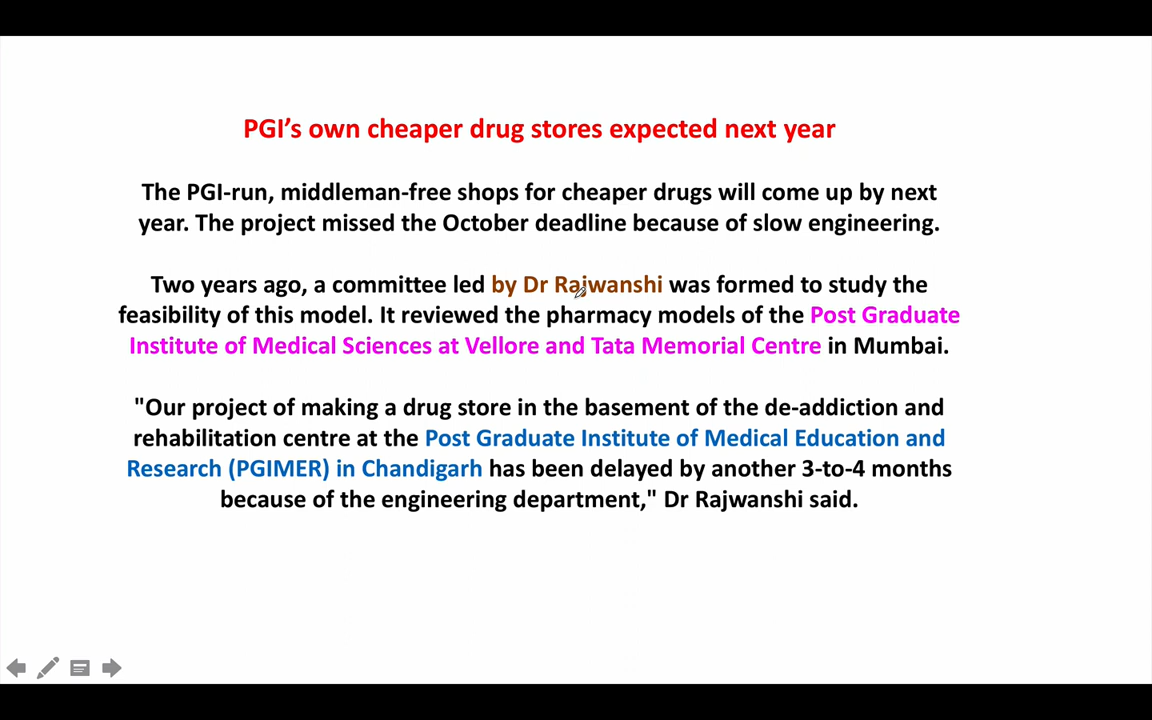 PGI’s own cheaper drug stores expected next year
The PGI-run, middleman-free shops for cheaper drugs will come up by next
year. The project missed the October deadline because of slow engineering.
Two years ago, a committee led by Dr Rajwanshi was formed to study the
feasibility of this model. It reviewed the pharmacy models of the Post Graduate
Institute of Medical Sciences at Vellore and Tata Memorial Centre in Mumbai.
"Our project of making a drug store in the basement of the de-addiction and
rehabilitation centre at the Post Graduate Institute of Medical Education and
Research (PGIMER) in Chandigarh has been delayed by another 3-to-4 months
because of the engineering department," Dr Rajwanshi said.